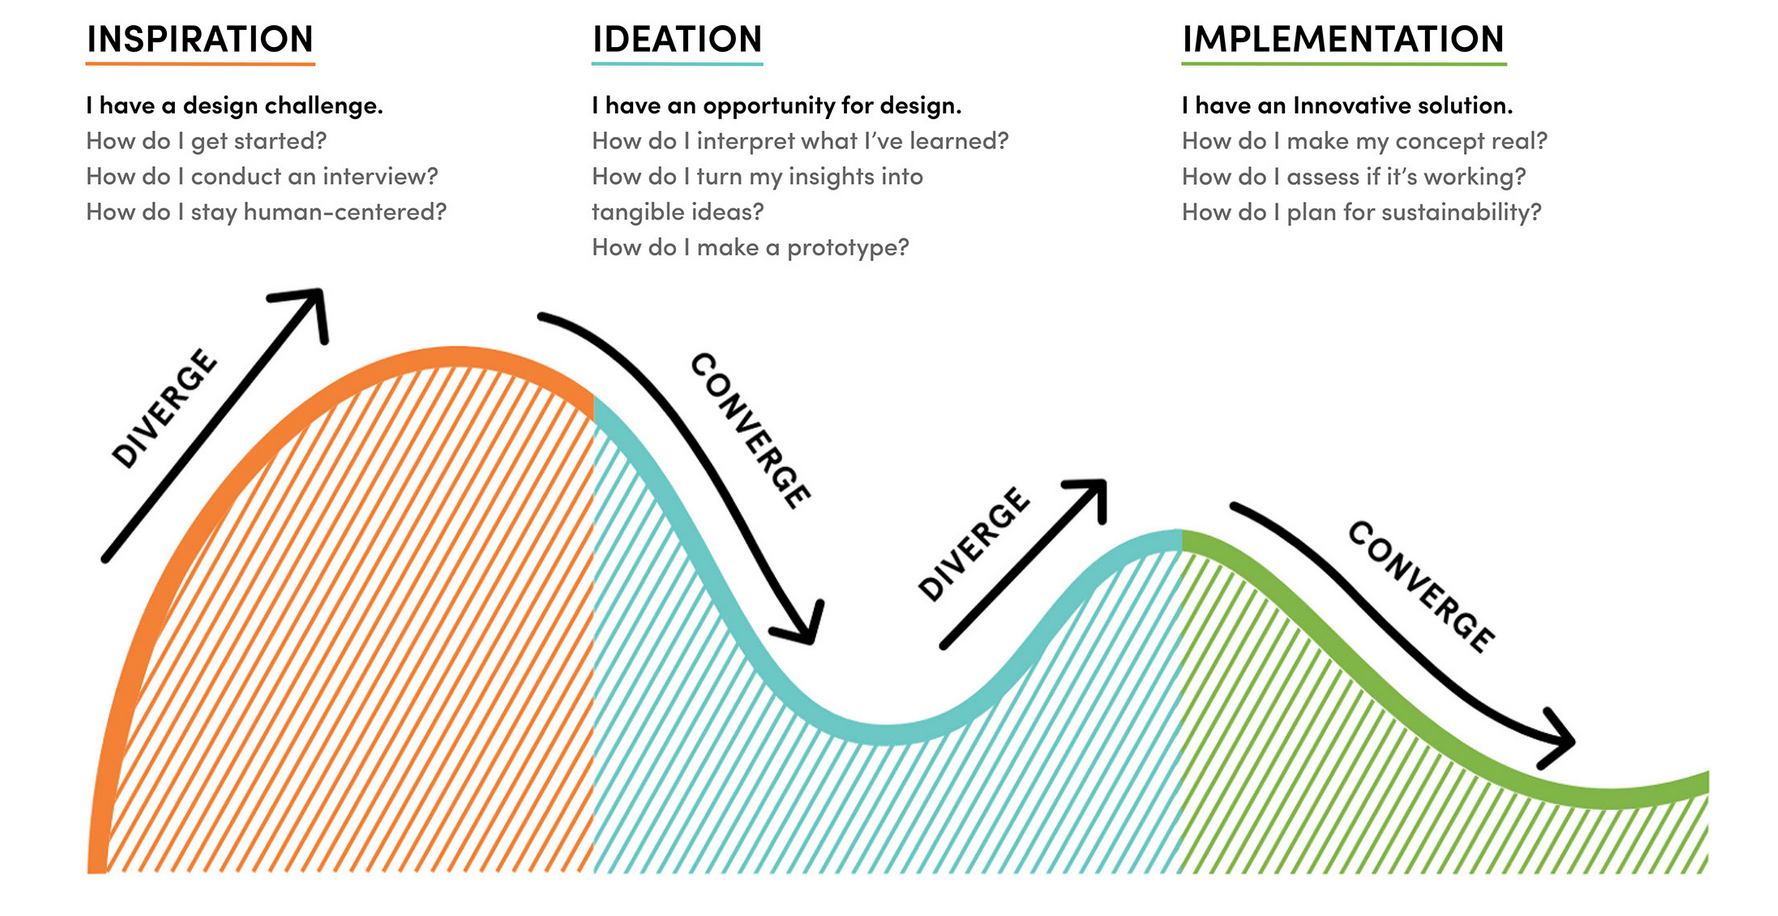 INSPIRATION
I have a design challenge.
How do I get started?
How do I conduct an interview?
How do I stay human-centered?
IDEATION
I have an opportunity for design.
How do I interpret what I’ve learned?
How do I turn my insights into
tangible ideas?
How do I make a prototype?
IMPLEMENTATION
I have an Innovative solution.
How do I make my concept real?
How do I assess if it’s working?
How do I plan for sustainability?
DIVERGE
CONVERGE
DIVERGE
CONVERGE